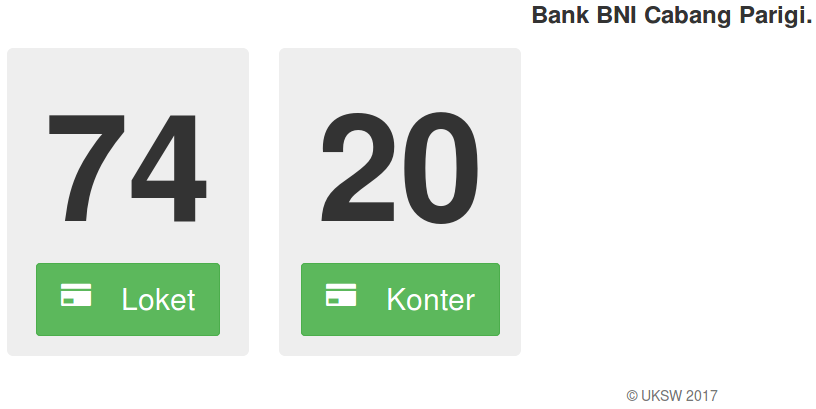 Bank BNI Cabang Parigi.
74
20
Loket
Konter
© UKSW 2017